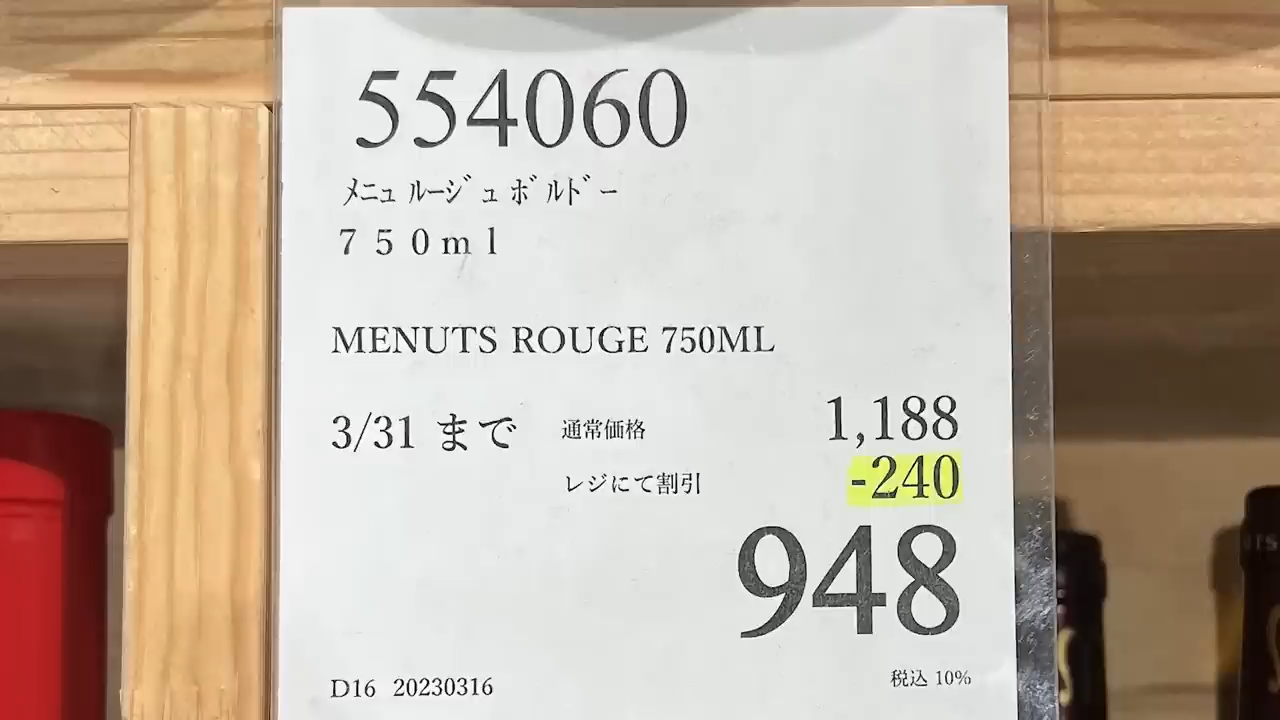 554060
ﾒﾆｭ ﾙｰｼﾞｭ ﾎﾞﾙﾄﾞｰ
７５０ｍｌ
MENUTS ROUGE 750ML
3/31 まで 通常価格 1,188
レジにて割引 -240
948
D16 20230316 税込 10%